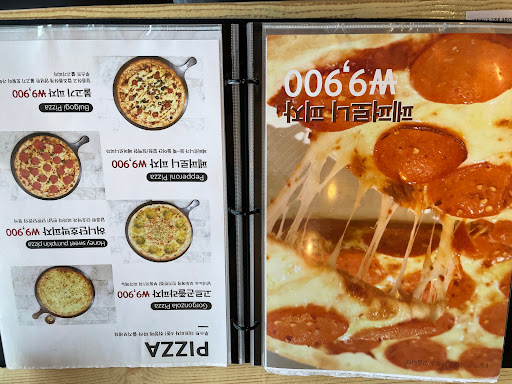 페퍼로니 피자
₩9,900
PIZZA
Gorgonzola Pizza
고르곤졸라피자 ₩9,900
Honey sweet pumpkin pizza
허니단호박피자 ₩9,900
Pepperoni Pizza
페퍼로니 피자 ₩9,900
Bulgogi Pizza
불고기 피자 ₩9,900